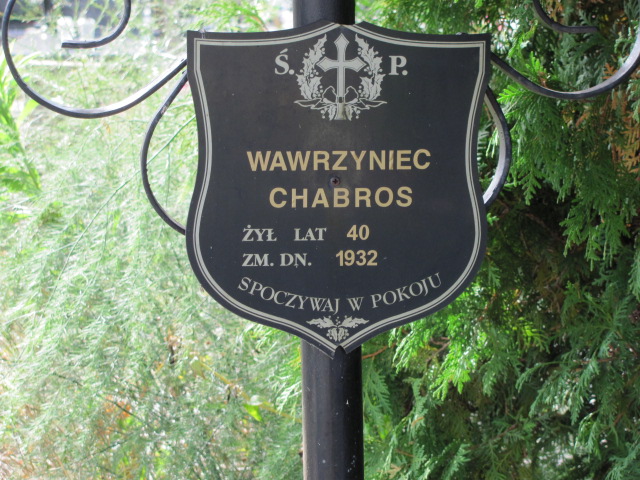 Ś. P.
WAWRZYNIEC
CHABROS
ŻYŁ LAT 40
ZM. DN. 1932
SPOCZYWAJ W POKOJU